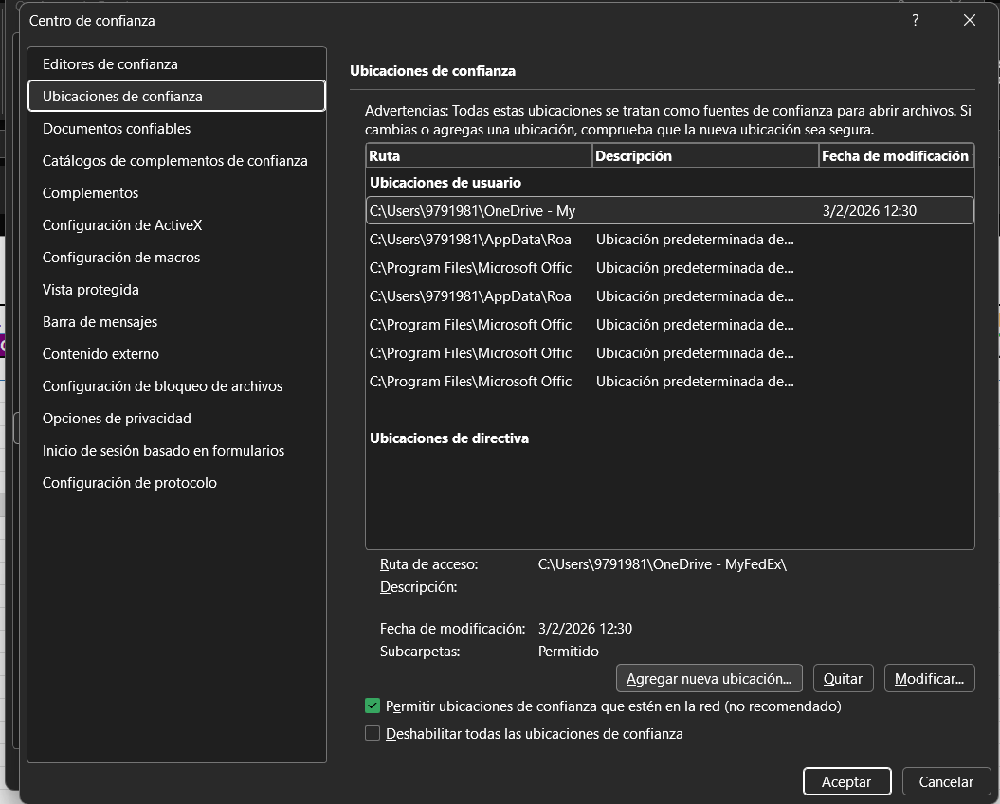 Centro de confianza
?
Editores de confianza
Ubicaciones de confianza
Documentos confiables
Catálogos de complementos de confianza
Complementos
Configuración de ActiveX
Configuración de macros
Vista protegida
Barra de mensajes
Contenido externo
Configuración de bloqueo de archivos
Opciones de privacidad
Inicio de sesión basado en formularios
Configuración de protocolo
Ubicaciones de confianza
Advertencias: Todas estas ubicaciones se tratan como fuentes de confianza para abrir archivos. Si
cambias o agregas una ubicación, comprueba que la nueva ubicación sea segura.
Ruta Descripción Fecha de modificación
Ubicaciones de usuario
C:\Users\9791981\OneDrive - My 3/2/2026 12:30
C:\Users\9791981\AppData\Roa Ubicación predeterminada de...
C:\Program Files\Microsoft Offic Ubicación predeterminada de...
C:\Users\9791981\AppData\Roa Ubicación predeterminada de...
C:\Program Files\Microsoft Offic Ubicación predeterminada de...
C:\Program Files\Microsoft Offic Ubicación predeterminada de...
C:\Program Files\Microsoft Offic Ubicación predeterminada de...
Ubicaciones de directiva
Ruta de acceso: C:\Users\9791981\OneDrive - MyFedEx\
Descripción:
Fecha de modificación: 3/2/2026 12:30
Subcarpetas: Permitido
Agregar nueva ubicación... Quitar Modificar...
Permitir ubicaciones de confianza que estén en la red (no recomendado)
Deshabilitar todas las ubicaciones de confianza
Aceptar Cancelar